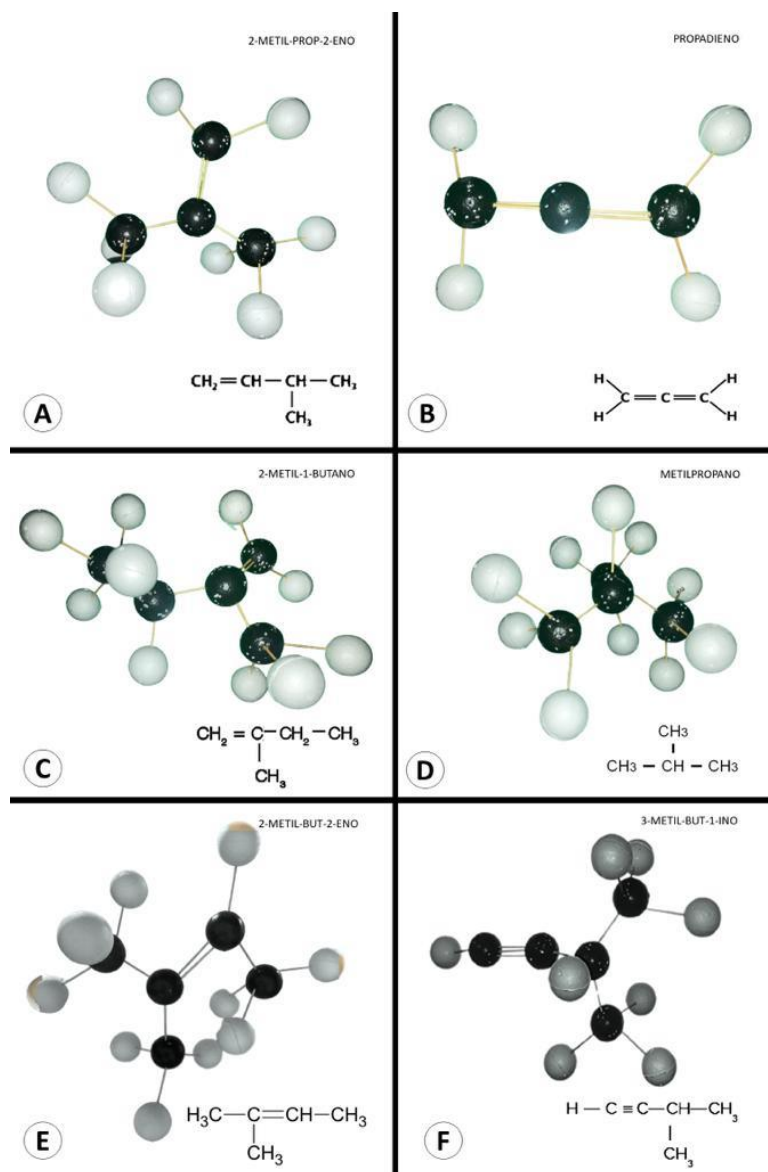 2-METIL-PROP-2-ENO
CH₂=CH—CH—CH₃
CH₃
A
PROPADIENO
H H
C=C=C
H H
B
2-METIL-1-BUTANO
CH₂=C—CH₂—CH₃
CH₃
C
METILPROPANO
CH3
CH3 — CH — CH3
D
2-METIL-BUT-2-ENO
H₃C—C=CH—CH₃
CH₃
E
3-METIL-BUT-1-INO
H — C≡C—CH—CH₃
CH₃
F